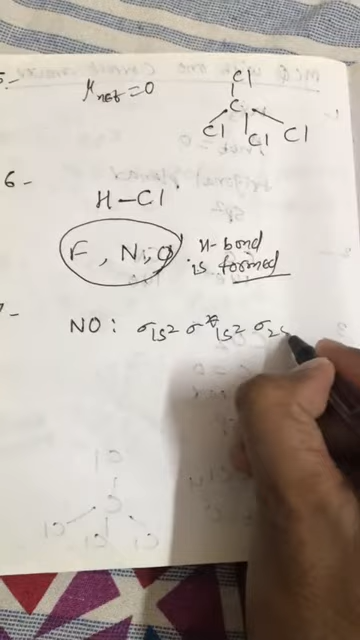 5.-
μnet=0
Cl
C
Cl Cl Cl
6-
H-Cl
F, N, O H-bond
is formed
7-
NO: σ1s2 σ*1s2 σ2s